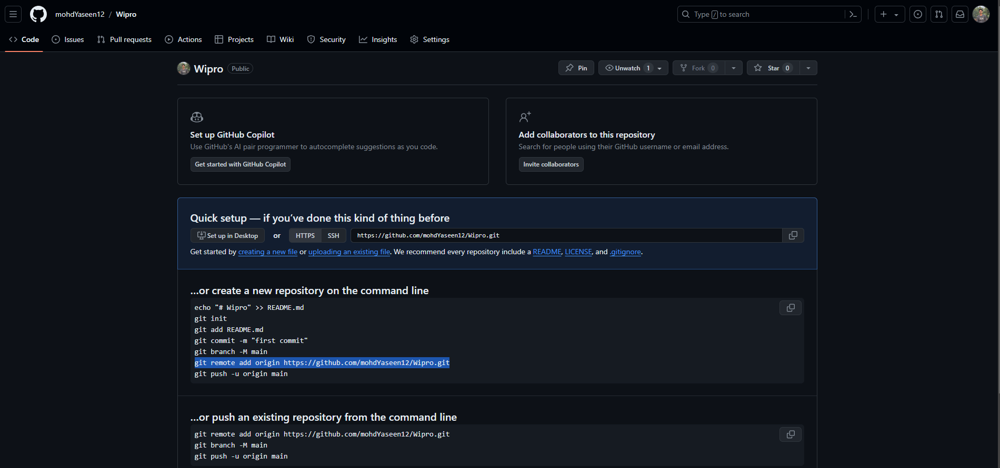 mohdYaseen12 / Wipro
Type / to search
Code Issues Pull requests Actions Projects Wiki Security Insights Settings
Wipro Public
Pin Unwatch 1 Fork 0 Star 0
Set up GitHub Copilot
Use GitHub's AI pair programmer to autocomplete suggestions as you code.
Get started with GitHub Copilot
Add collaborators to this repository
Search for people using their GitHub username or email address.
Invite collaborators
Quick setup — if you’ve done this kind of thing before
Set up in Desktop or HTTPS SSH https://github.com/mohdYaseen12/Wipro.git
Get started by creating a new file or uploading an existing file. We recommend every repository include a README, LICENSE, and .gitignore.
…or create a new repository on the command line
echo "# Wipro" >> README.md
git init
git add README.md
git commit -m "first commit"
git branch -M main
git remote add origin https://github.com/mohdYaseen12/Wipro.git
git push -u origin main
…or push an existing repository from the command line
git remote add origin https://github.com/mohdYaseen12/Wipro.git
git branch -M main
git push -u origin main